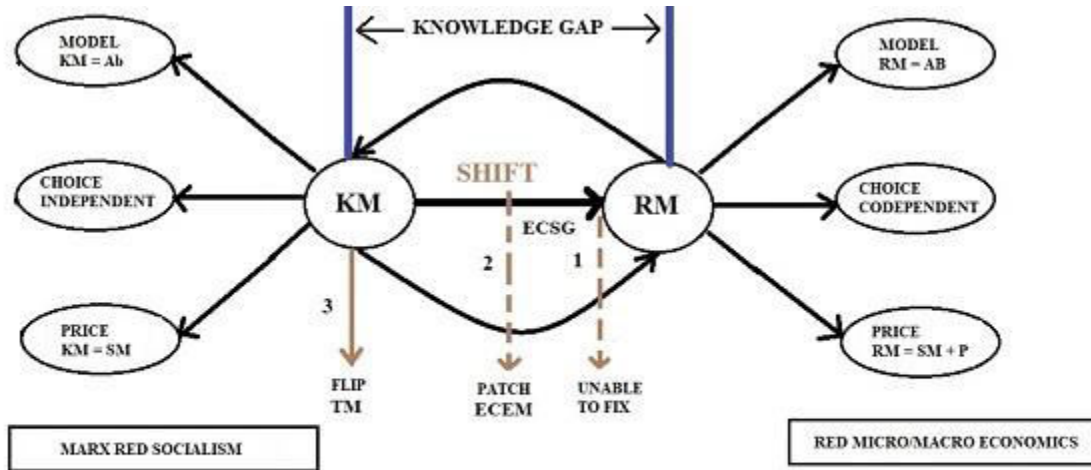 KNOWLEDGE GAP
MODEL
KM = Ab
MODEL
RM = AB
CHOICE
INDEPENDENT
KM
SHIFT
ECSG
RM
CHOICE
CODEPENDENT
2
1
3
PRICE
KM = SM
PRICE
RM = SM + P
FLIP
TM
PATCH
ECEM
UNABLE
TO FIX
MARX RED SOCIALISM
RED MICRO/MACRO ECONOMICS